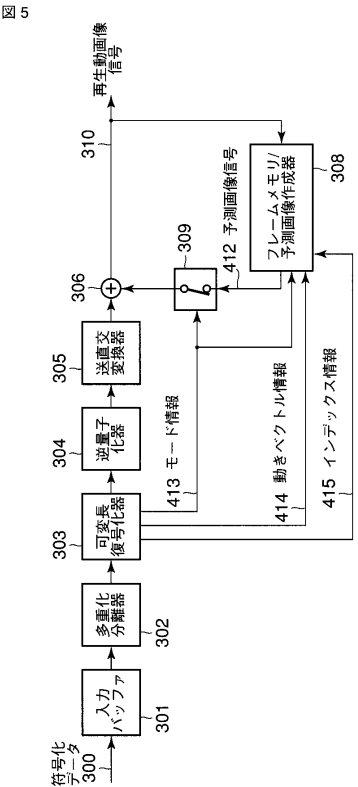 図5
符号化
データ
300
入力
バッファ
301
多重化
分離器
302
可変長
復号化器
303
逆量子
化器
304
送直交
変換器
305
306
310
再生動画像
信号
309
412 予測画像信号
フレームメモリ/
予測画像作成器
308
413 モード情報
414 動きベクトル情報
415 インデックス情報